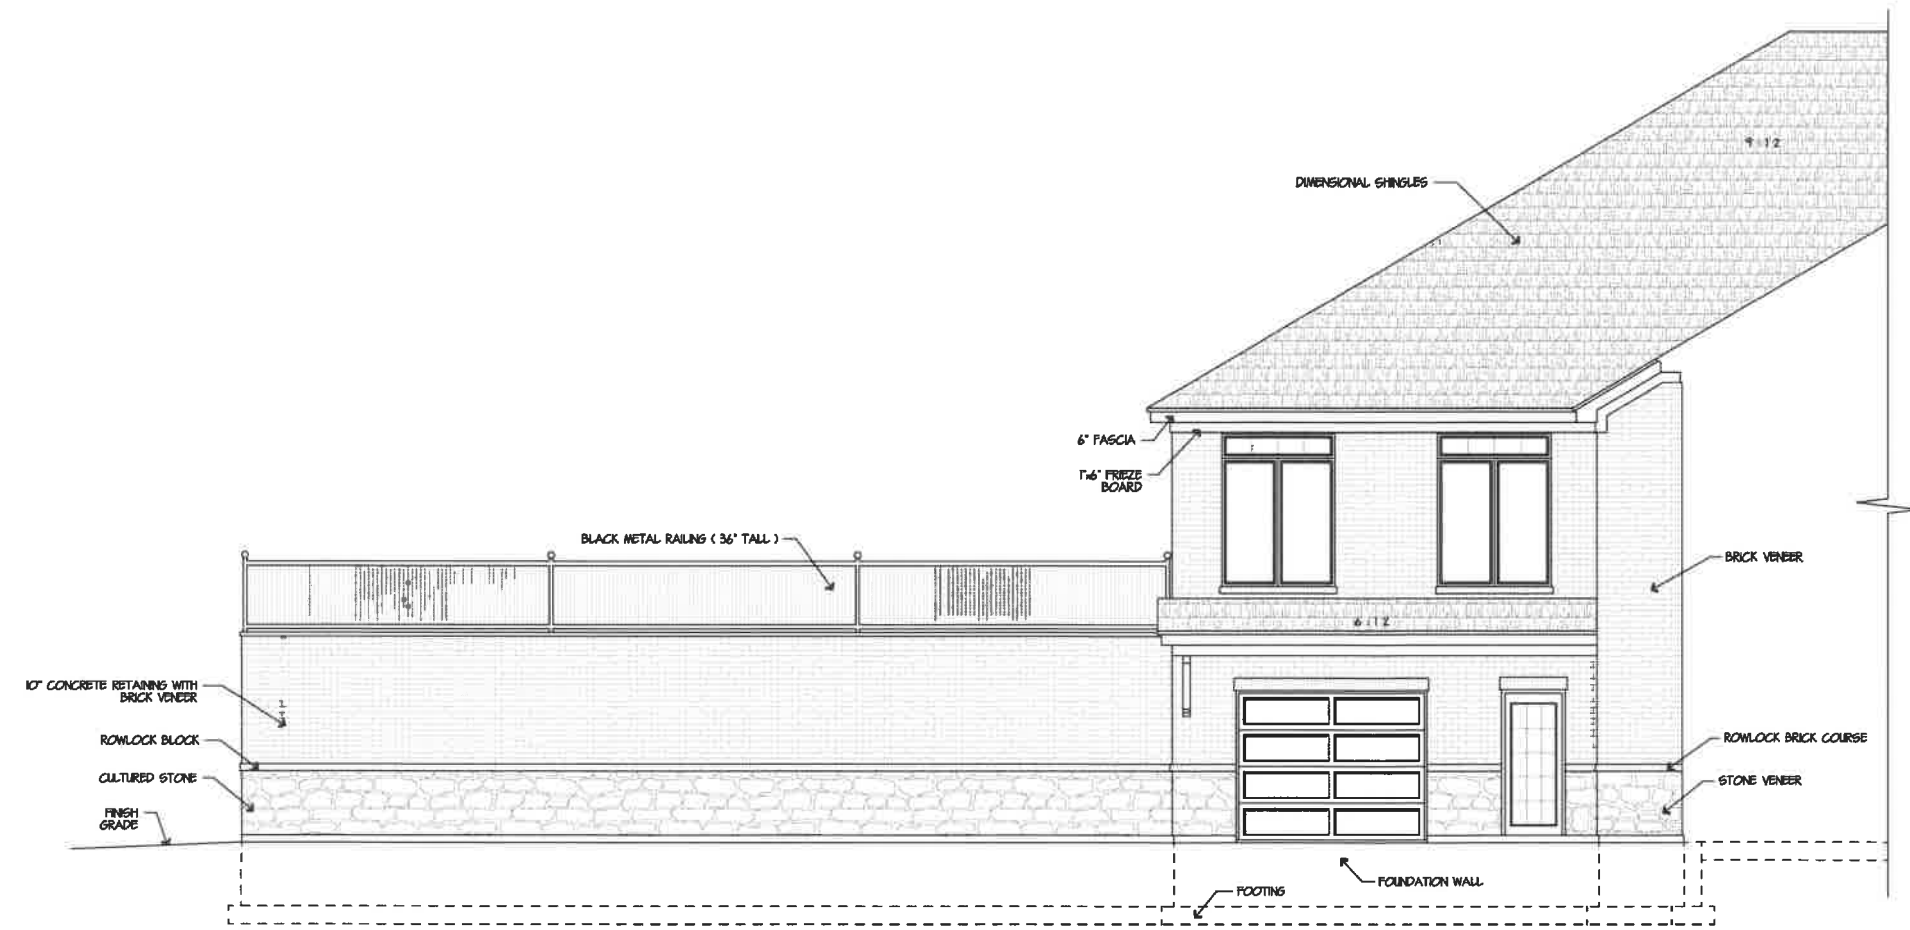 9:12
DIMENSIONAL SHINGLES
6" FASCIA
1"x6" FRIEZE
BOARD
BLACK METAL RAILING ( 36" TALL )
BRICK VENEER
6:12
10" CONCRETE RETAINING WITH
BRICK VENEER
ROWLOCK BLOCK
ROWLOCK BRICK COURSE
CULTURED STONE
STONE VENEER
FINISH
GRADE
FOUNDATION WALL
FOOTING